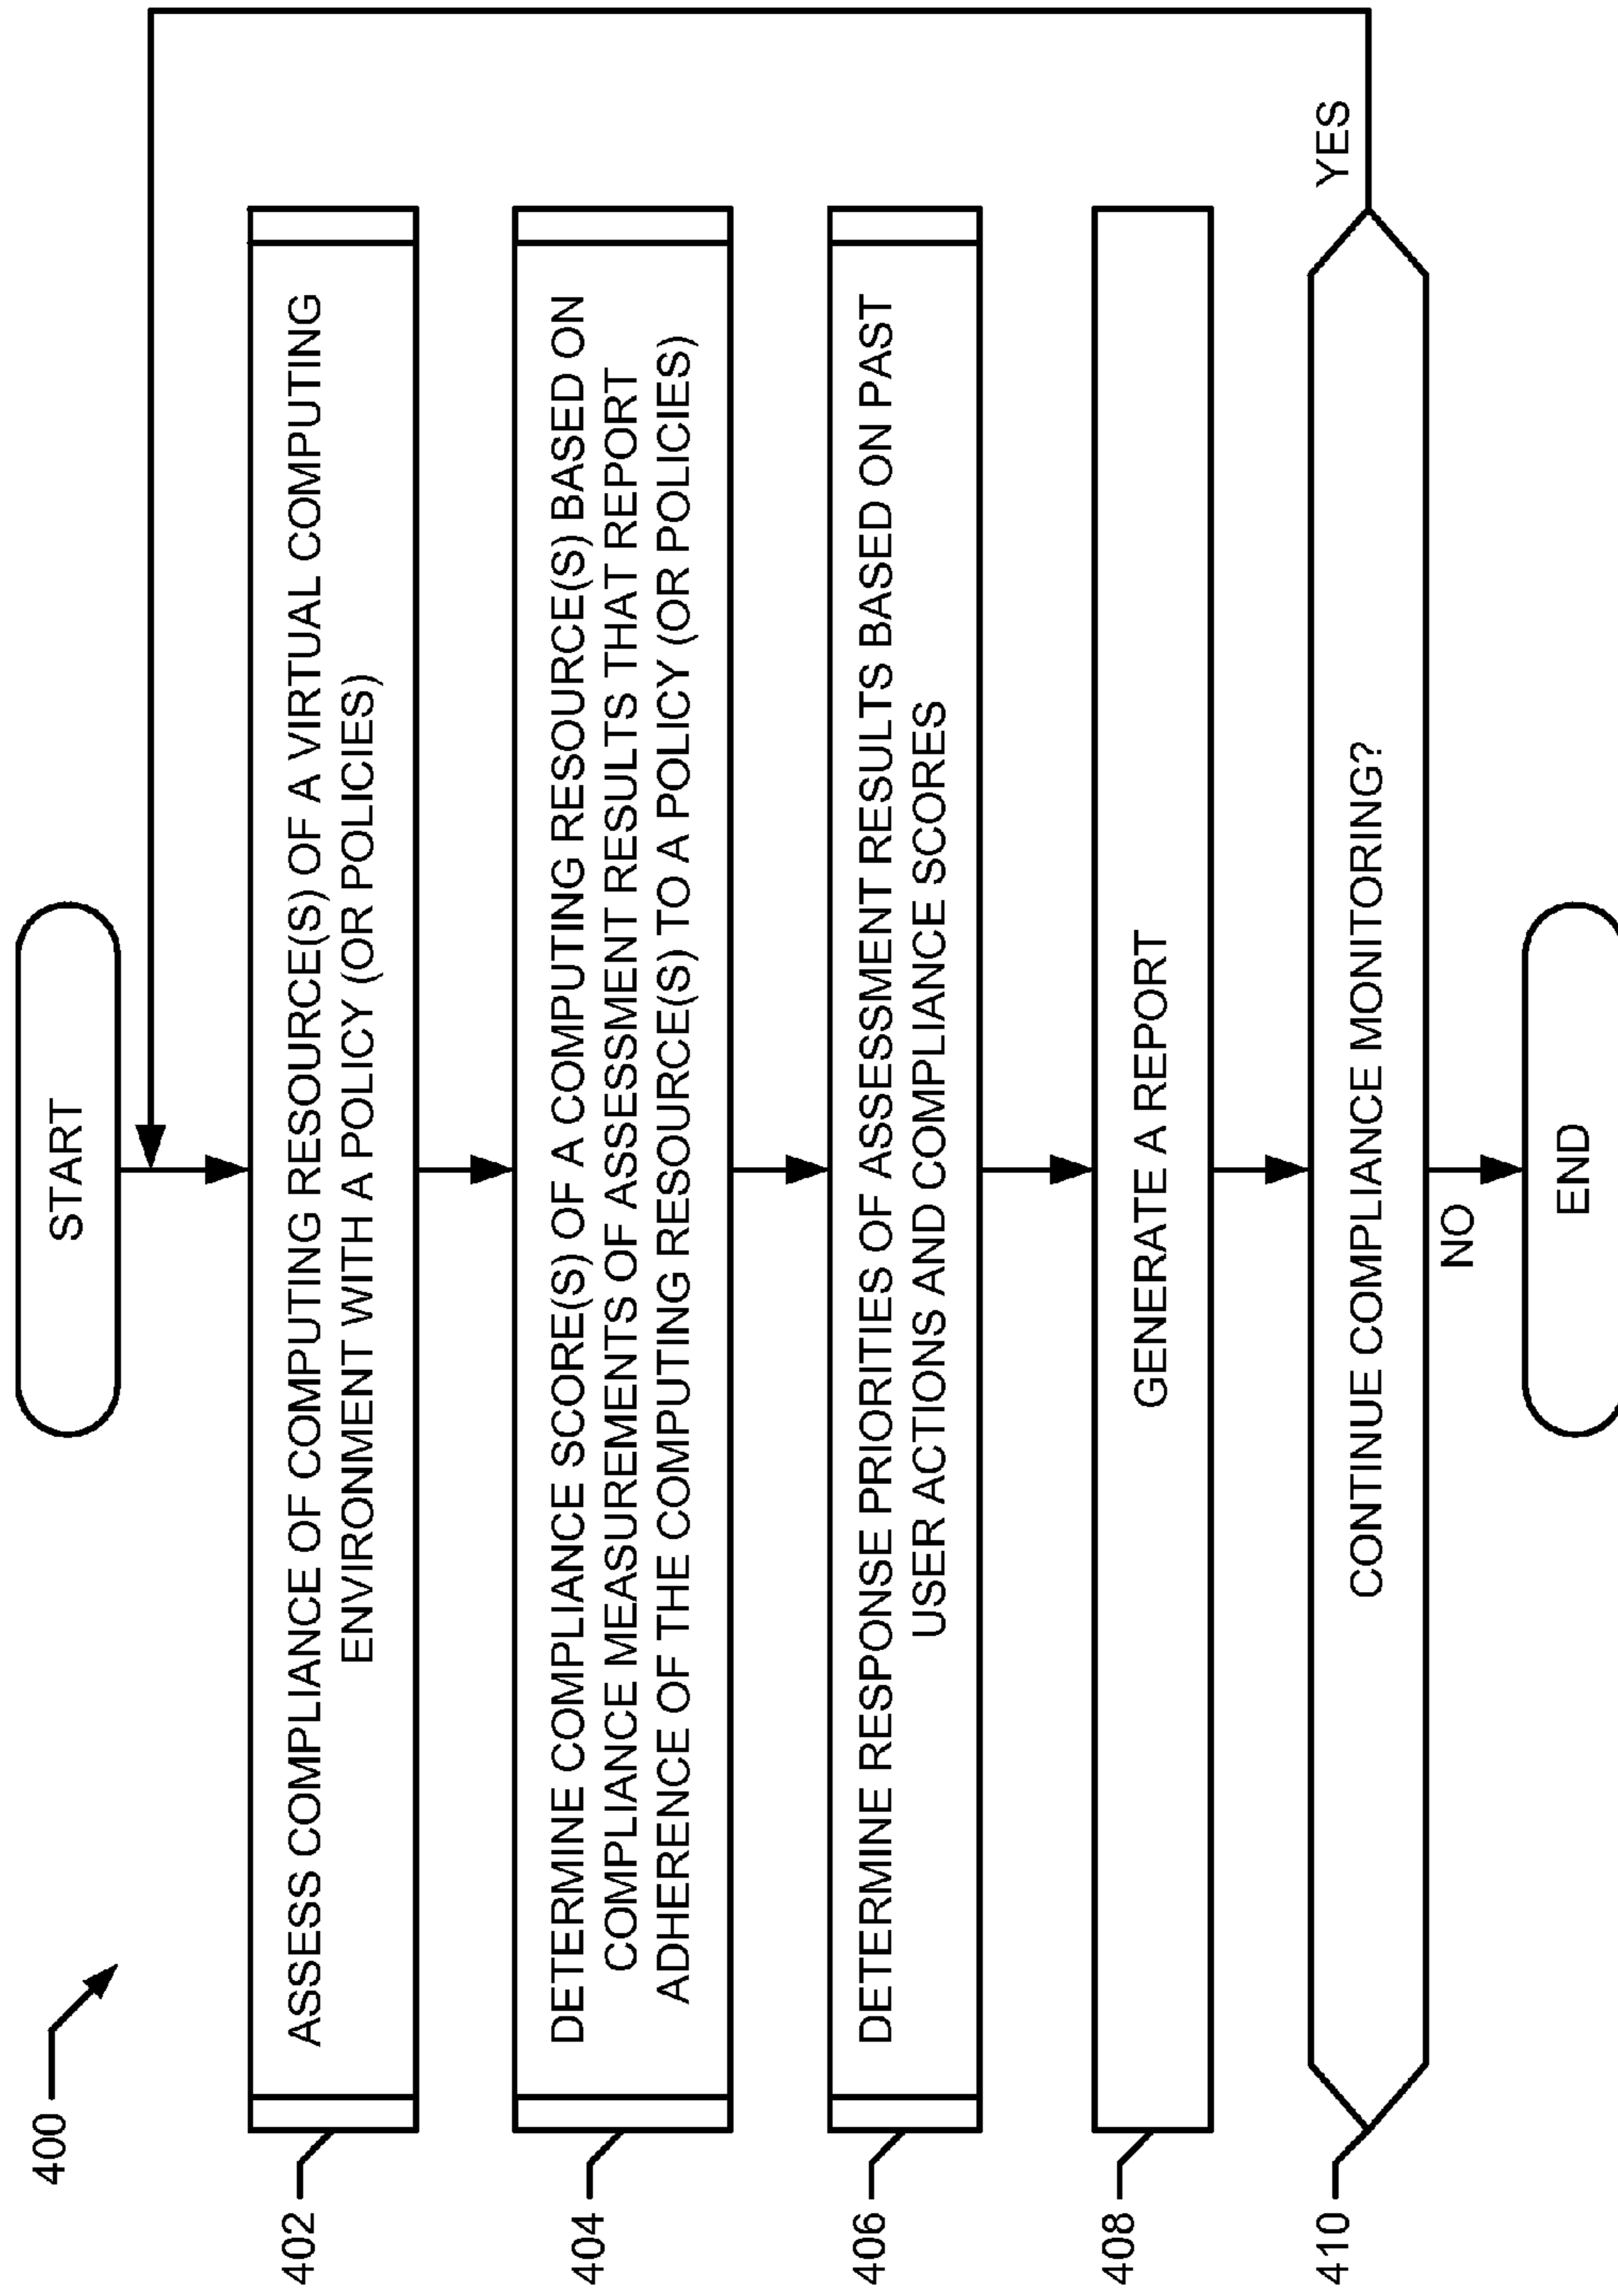 400
START
402
ASSESS COMPLIANCE OF COMPUTING RESOURCE(S) OF A VIRTUAL COMPUTING
ENVIRONMENT WITH A POLICY (OR POLICIES)
404
DETERMINE COMPLIANCE SCORE(S) OF A COMPUTING RESOURCE(S) BASED ON
COMPLIANCE MEASUREMENTS OF ASSESSMENT RESULTS THAT REPORT
ADHERENCE OF THE COMPUTING RESOURCE(S) TO A POLICY (OR POLICIES)
406
DETERMINE RESPONSE PRIORITIES OF ASSESSMENT RESULTS BASED ON PAST
USER ACTIONS AND COMPLIANCE SCORES
408
GENERATE A REPORT
410
CONTINUE COMPLIANCE MONITORING?
YES
NO
END